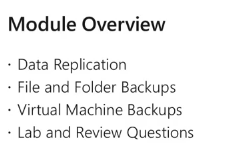 Module Overview
· Data Replication
· File and Folder Backups
· Virtual Machine Backups
· Lab and Review Questions